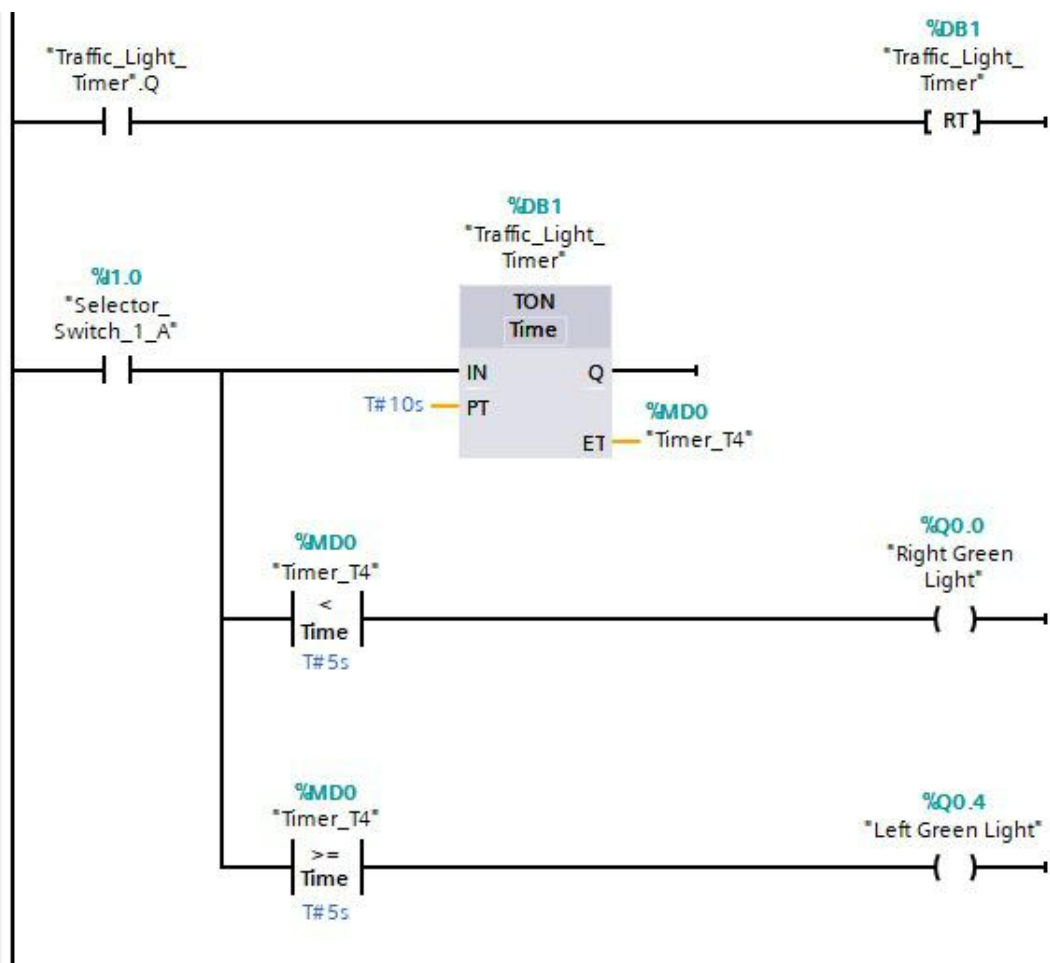 %DB1
"Traffic_Light_
Timer".Q
"Traffic_Light_
Timer"
RT
%DB1
"Traffic_Light_
Timer"
%I1.0
"Selector_
Switch_1_A"
TON
Time
IN
Q
T#10s
PT
%MD0
ET
"Timer_T4"
%MD0
"Timer_T4"
<
Time
T#5s
%Q0.0
"Right Green
Light"
%MD0
"Timer_T4"
>=
Time
T#5s
%Q0.4
"Left Green Light"